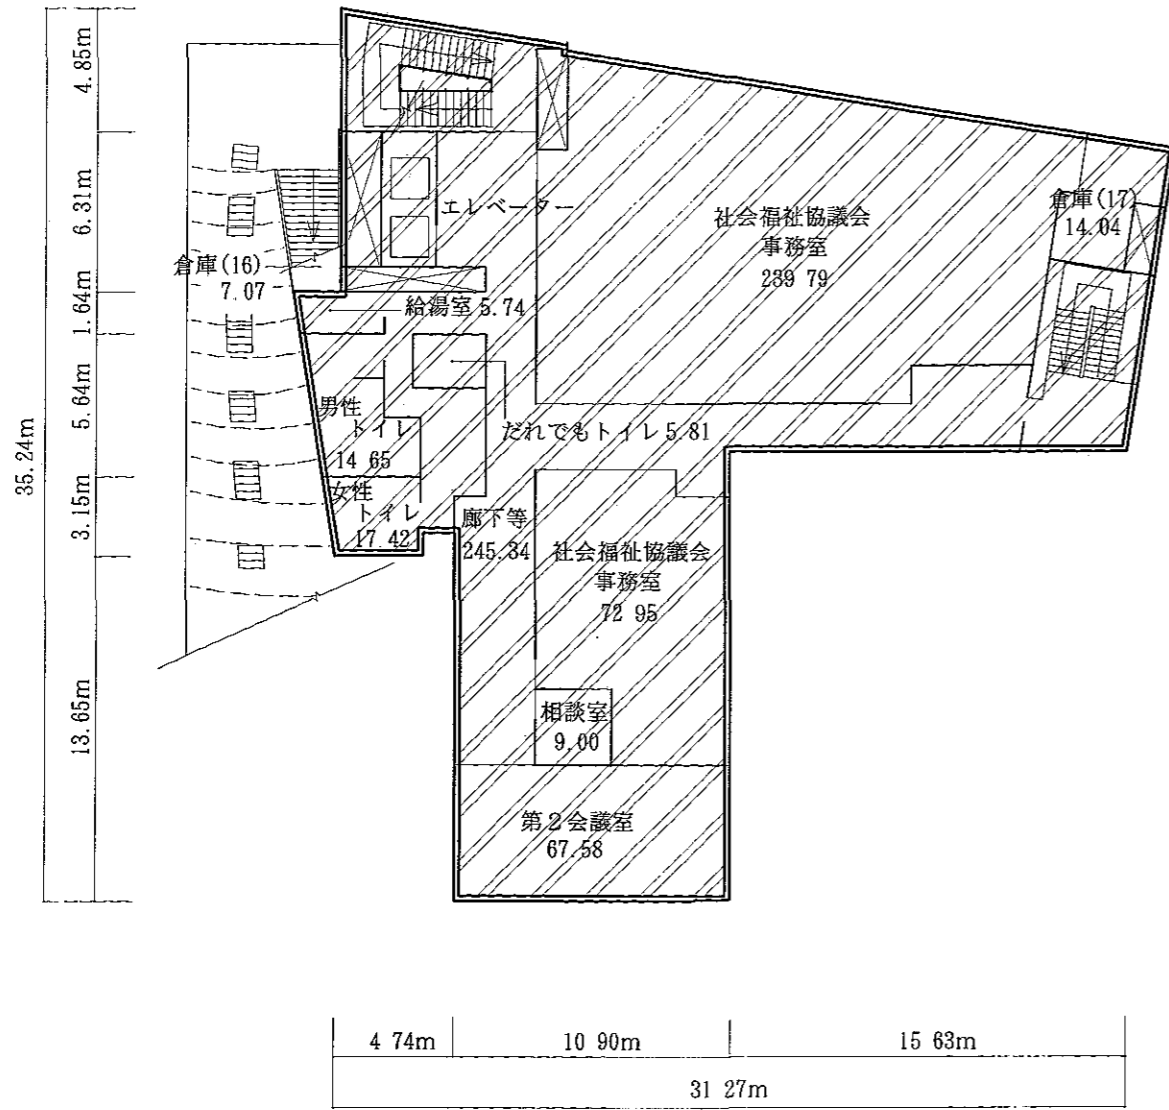 4.85m
6.31m
1.64m
5.64m
3.15m
13.65m
35.24m
エレベーター
倉庫(16)
7.07
給湯室 5.74
社会福祉協議会
事務室
239 79
倉庫(17)
14.04
男性
トイレ
14 65
だれでもトイレ 5.81
女性
トイレ
17.42
廊下等
245.34
社会福祉協議会
事務室
72 95
相談室
9.00
第2会議室
67.58
4 74m
10 90m
15 63m
31 27m